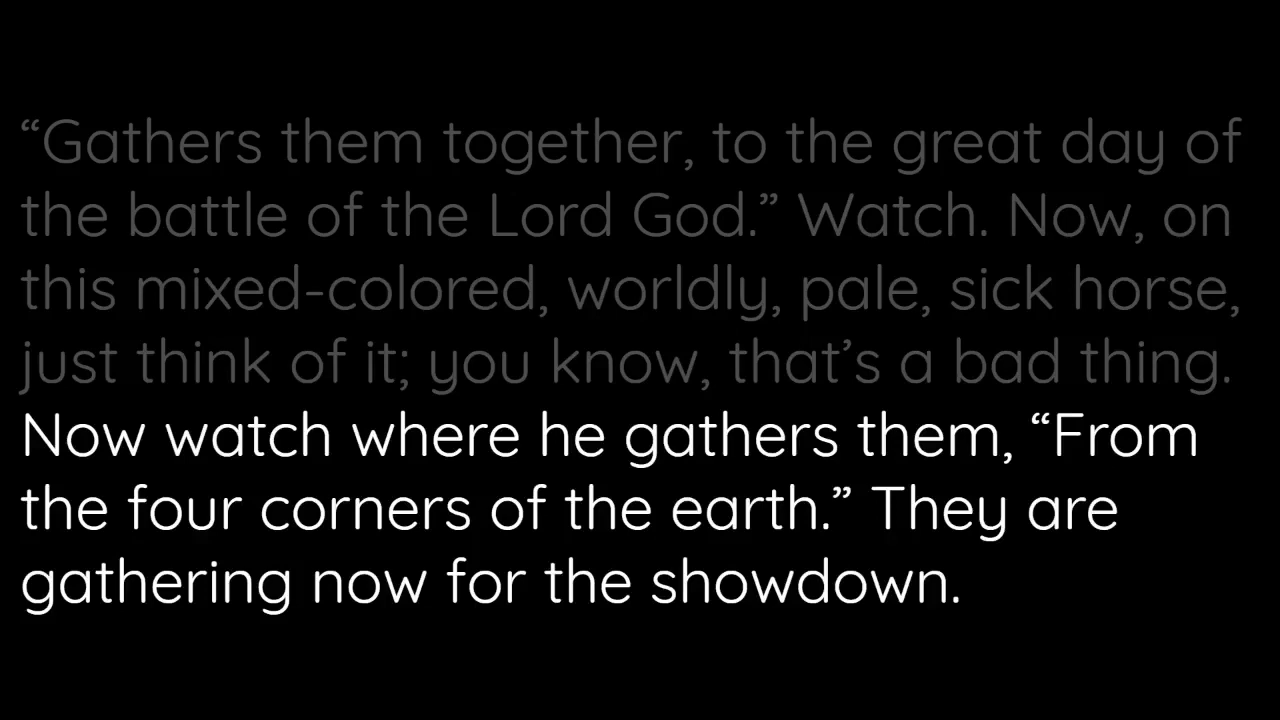 “Gathers them together, to the great day of
the battle of the Lord God.” Watch. Now, on
this mixed-colored, worldly, pale, sick horse,
just think of it; you know, that’s a bad thing.
Now watch where he gathers them, “From
the four corners of the earth.” They are
gathering now for the showdown.